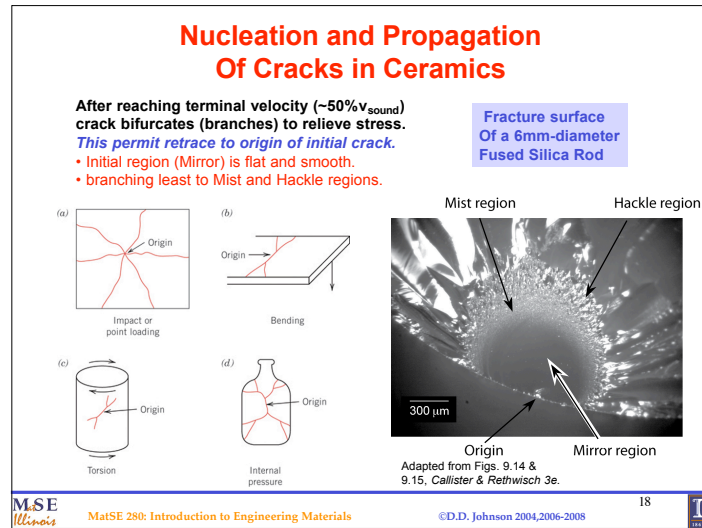 Nucleation and Propagation
Of Cracks in Ceramics
After reaching terminal velocity (~50%vsound)
crack bifurcates (branches) to relieve stress.
This permit retrace to origin of initial crack.
• Initial region (Mirror) is flat and smooth.
• branching least to Mist and Hackle regions.
Fracture surface
Of a 6mm-diameter
Fused Silica Rod
(a)
Origin
Impact or
point loading
(b)
Origin
Bending
(c)
Origin
Torsion
(d)
Origin
Internal
pressure
Mist region
Hackle region
300 μm
Origin
Mirror region
Adapted from Figs. 9.14 &
9.15, Callister & Rethwisch 3e.
18
MatSE
Illinois
MatSE 280: Introduction to Engineering Materials
©D.D. Johnson 2004,2006-2008